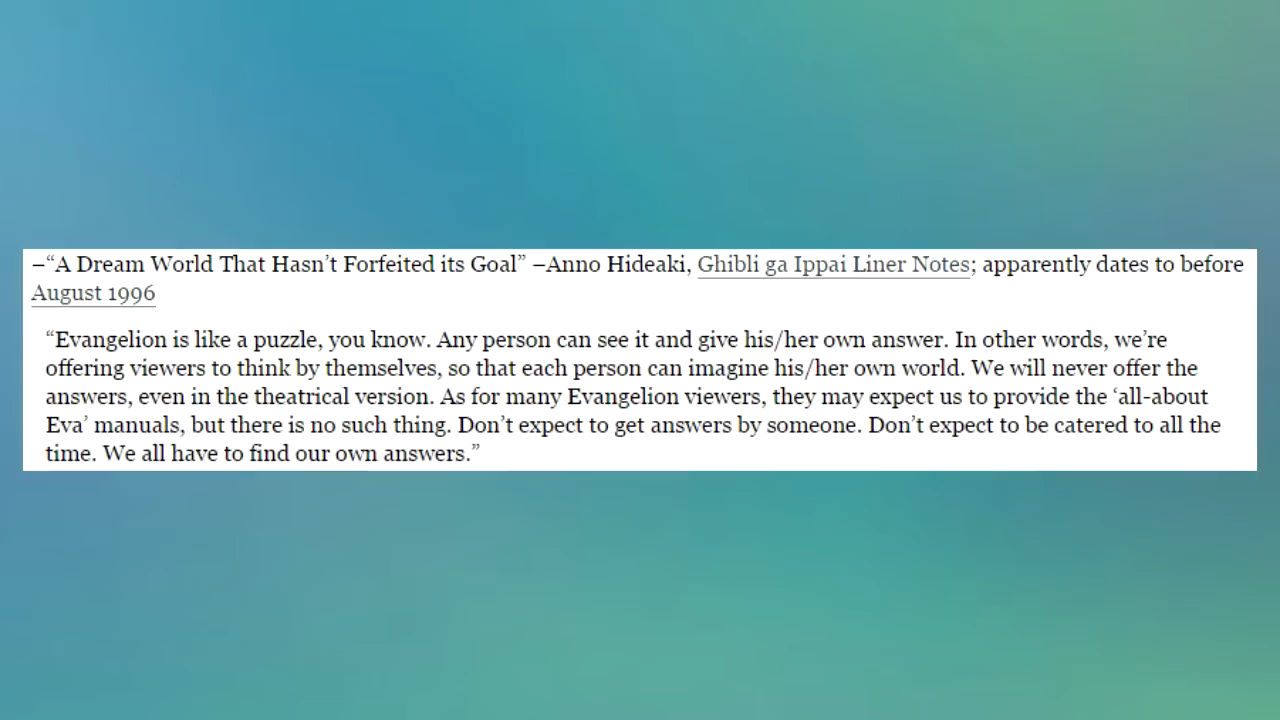 –“A Dream World That Hasn’t Forfeited its Goal” –Anno Hideaki, Ghibli ga Ippai Liner Notes; apparently dates to before
August 1996
“Evangelion is like a puzzle, you know. Any person can see it and give his/her own answer. In other words, we’re
offering viewers to think by themselves, so that each person can imagine his/her own world. We will never offer the
answers, even in the theatrical version. As for many Evangelion viewers, they may expect us to provide the ‘all-about
Eva’ manuals, but there is no such thing. Don’t expect to get answers by someone. Don’t expect to be catered to all the
time. We all have to find our own answers.”